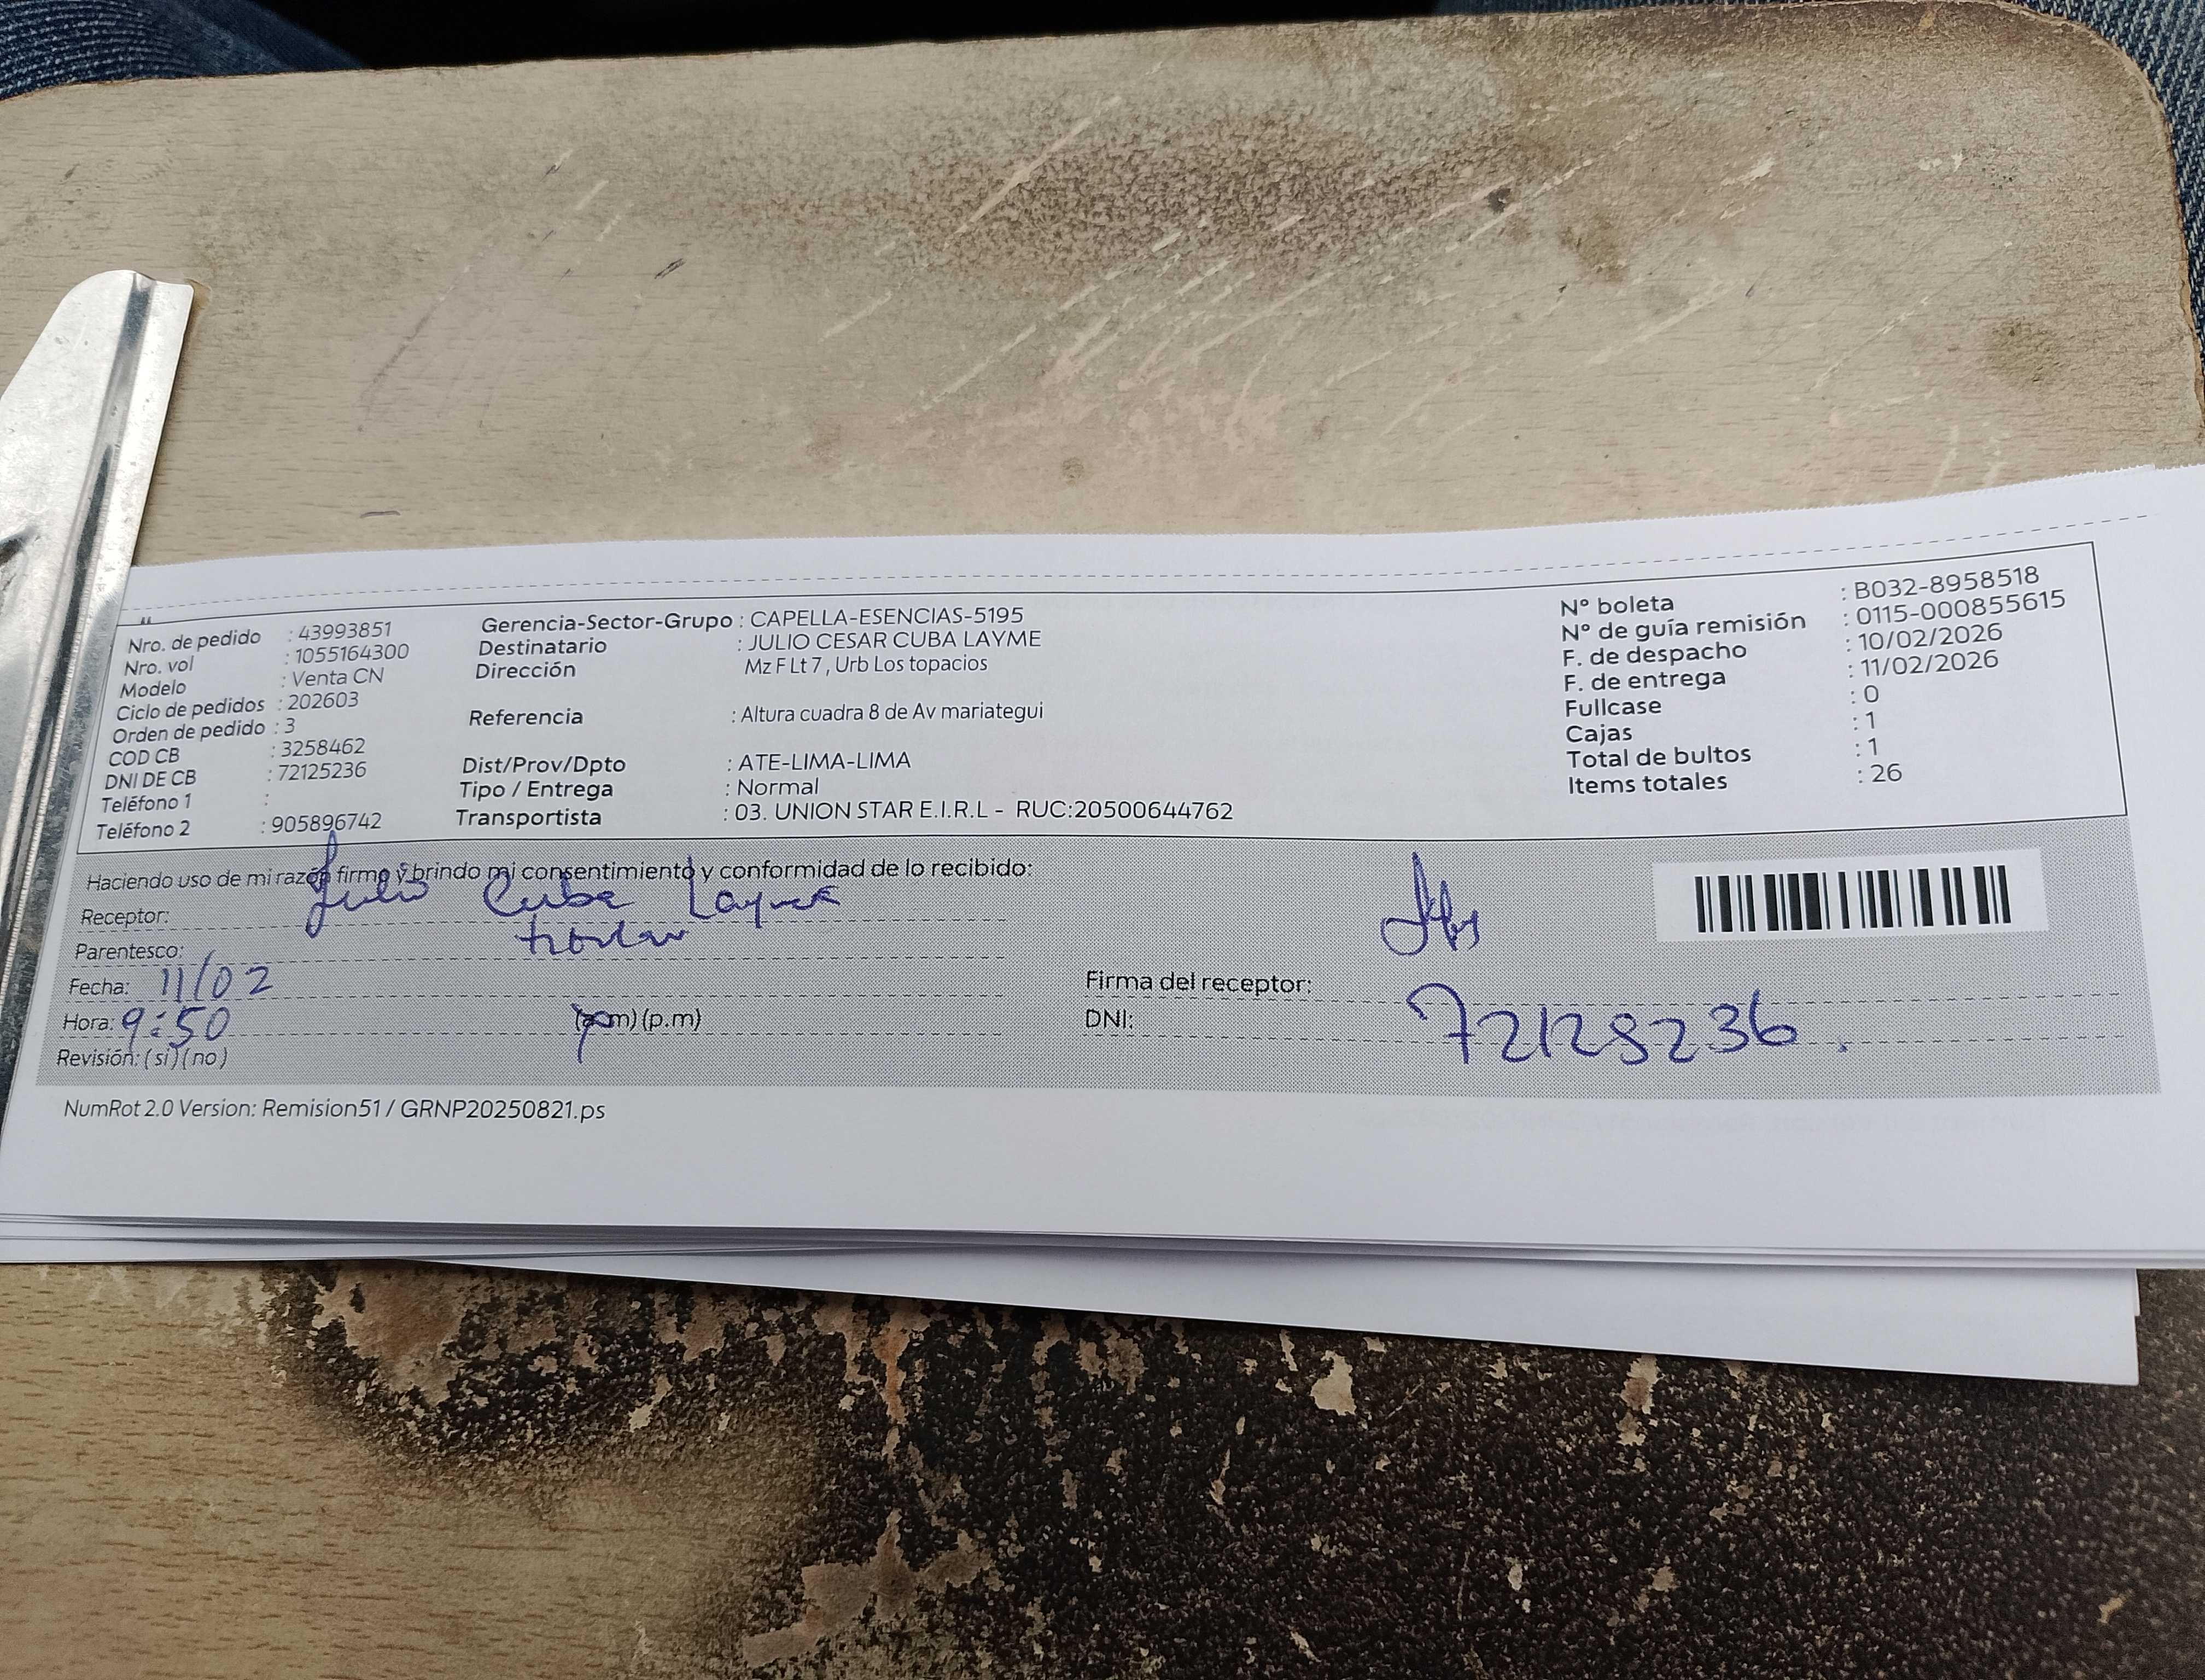 Nro. de pedido : 43993851
Nro. vol : 1055164300
Modelo : Venta CN
Ciclo de pedidos : 202603
Orden de pedido : 3
COD CB : 3258462
DNI DE CB : 72125236
Teléfono 1 :
Teléfono 2 : 905896742
Gerencia-Sector-Grupo : CAPELLA-ESENCIAS-5195
Destinatario : JULIO CESAR CUBA LAYME
Dirección Mz F Lt 7 , Urb Los topacios
Referencia : Altura cuadra 8 de Av mariategui
Dist/Prov/Dpto : ATE-LIMA-LIMA
Tipo / Entrega : Normal
Transportista : 03. UNION STAR E.I.R.L - RUC:20500644762
N° boleta : B032-8958518
N° de guía remisión : 0115-000855615
F. de despacho : 10/02/2026
F. de entrega : 11/02/2026
Fullcase : 0
Cajas : 1
Total de bultos : 1
Items totales : 26
Haciendo uso de mi razón firmo y brindo mi consentimiento y conformidad de lo recibido:
Receptor: Julio Cuba Layme
Parentesco:
Fecha: 11/02
Hora: 9:50 (a.m) (p.m)
Revisión: ( si ) ( no )
Firma del receptor:
DNI: 72125236
NumRot 2.0 Version: Remision51 / GRNP20250821.ps